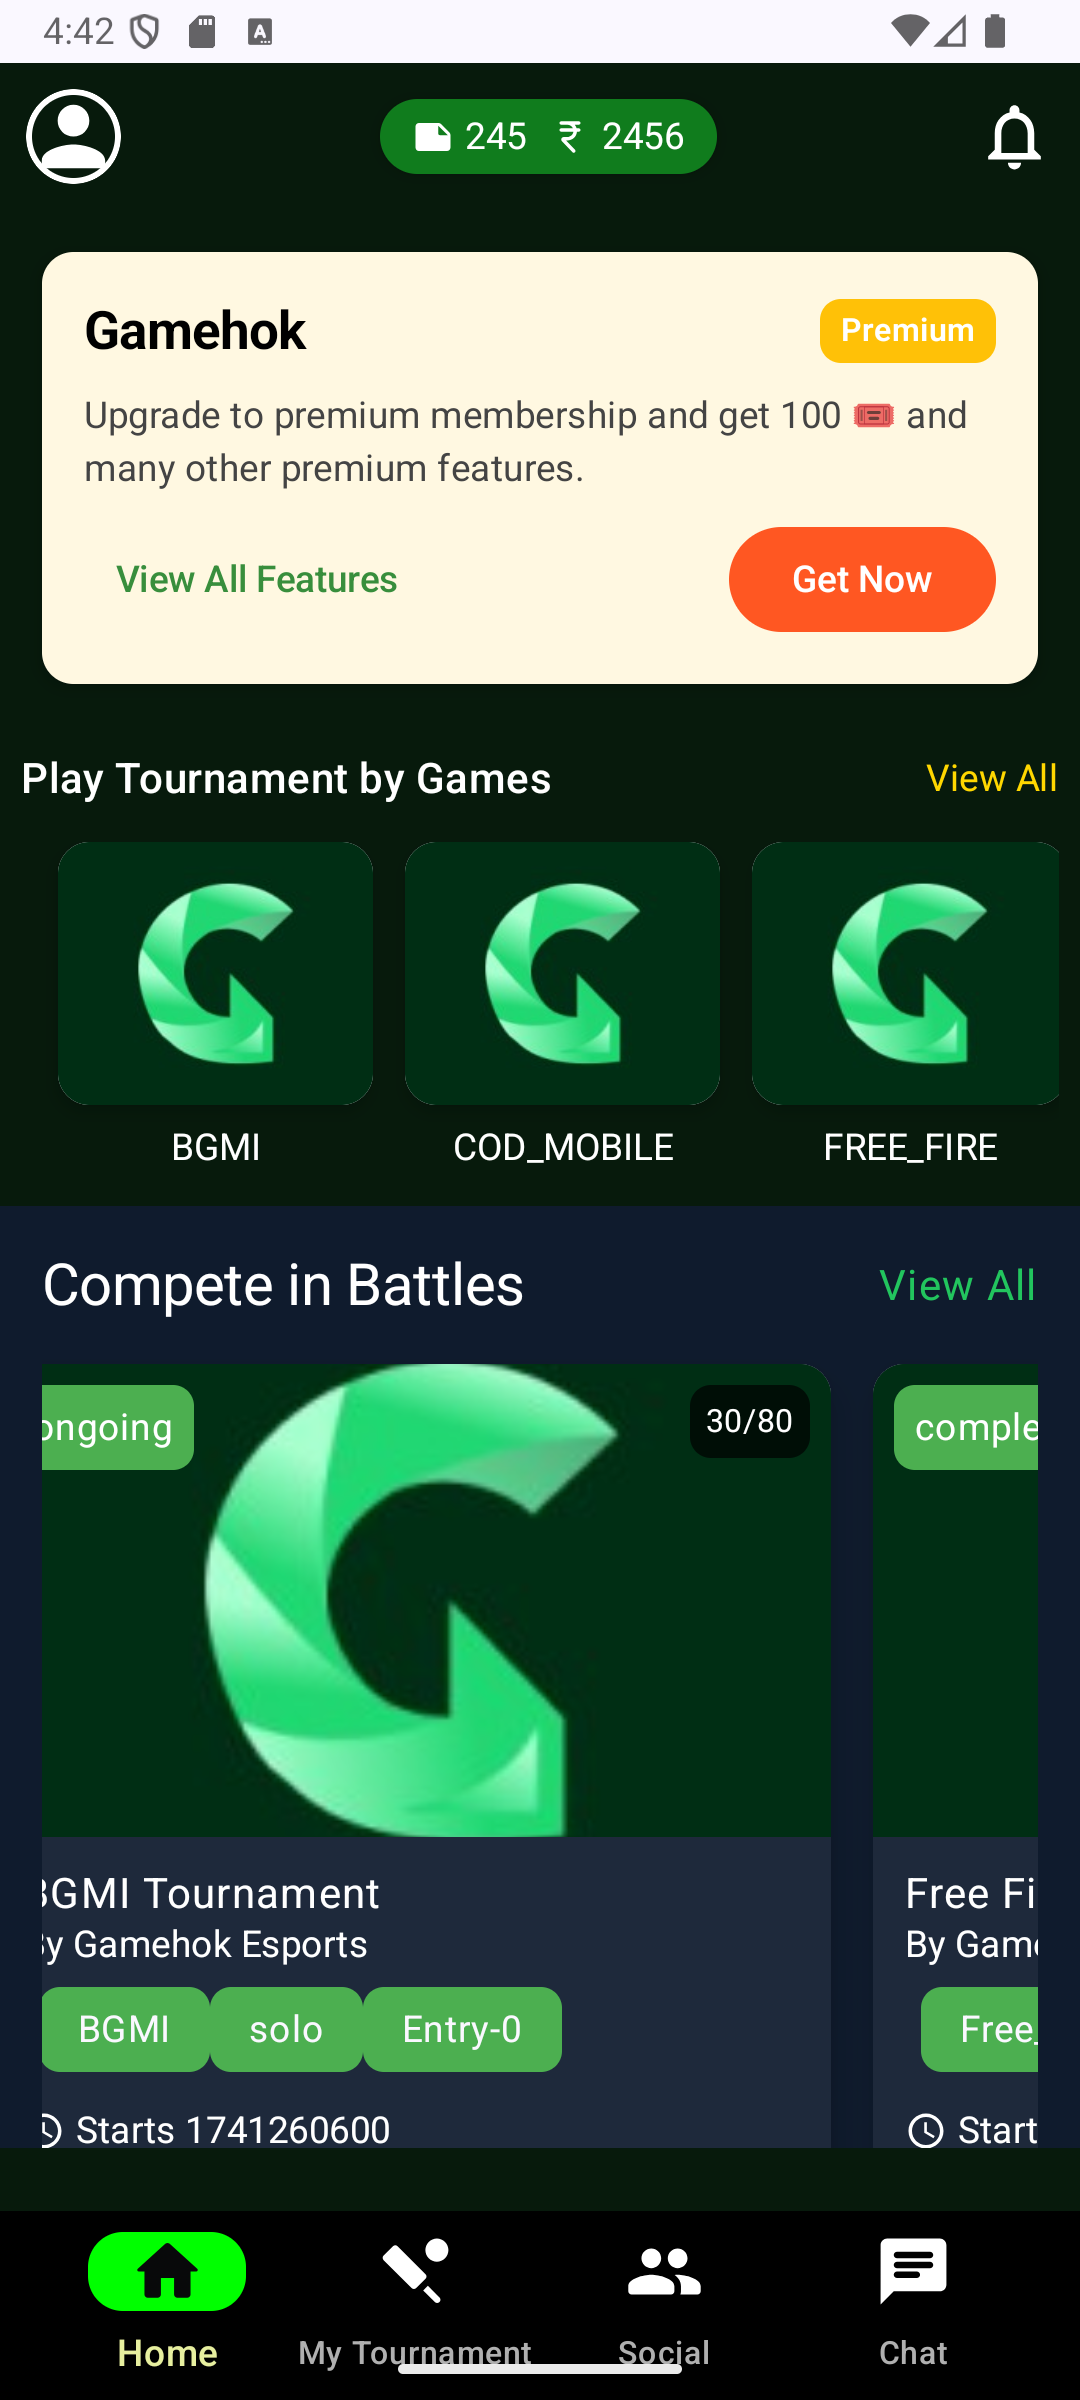 4:42
245 ₹ 2456
Gamehok
Premium
Upgrade to premium membership and get 100 🎟️ and
many other premium features.
View All Features
Get Now
Play Tournament by Games
View All
BGMI
COD_MOBILE
FREE_FIRE
Compete in Battles
View All
ongoing
30/80
comple
BGMI Tournament
By Gamehok Esports
BGMI
solo
Entry-0
Starts 1741260600
Free Fi
By Game
Free_
Start
Home
My Tournament
Social
Chat